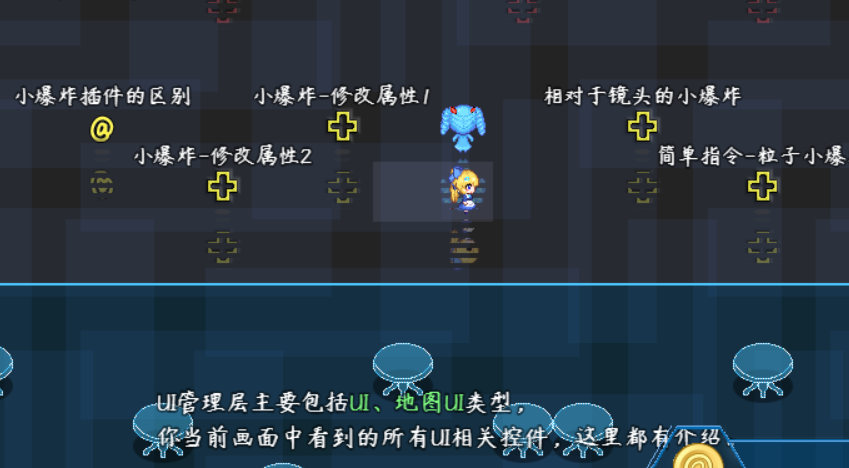 小爆炸插件的区别
小爆炸-修改属性1
相对于镜头的小爆炸
小爆炸-修改属性2
简单指令-粒子小爆
UI管理层主要包括UI、地图UI类型，
你当前画面中看到的所有UI相关控件，这里都有介绍